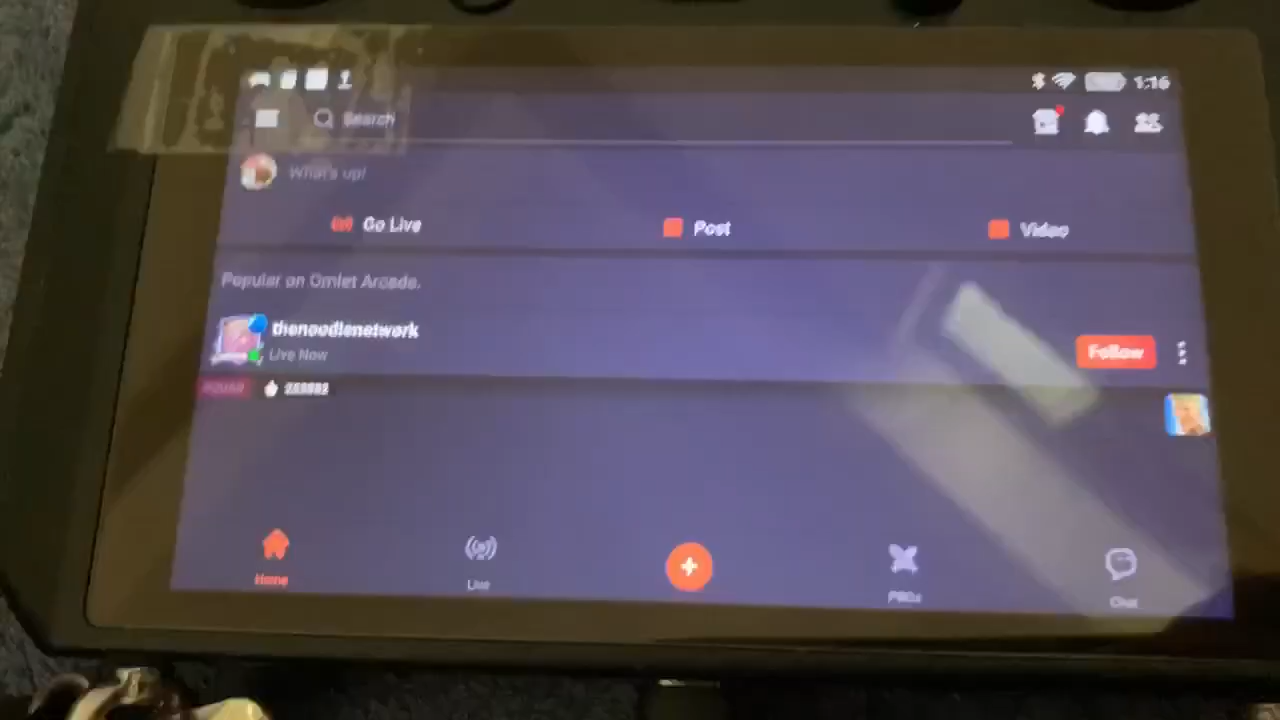 1:16
Search
What's up!
Go Live
Post
Video
Popular on Omlet Arcade.
thenoodlenetwork
Live Now
Follow
Home
Live
Chat